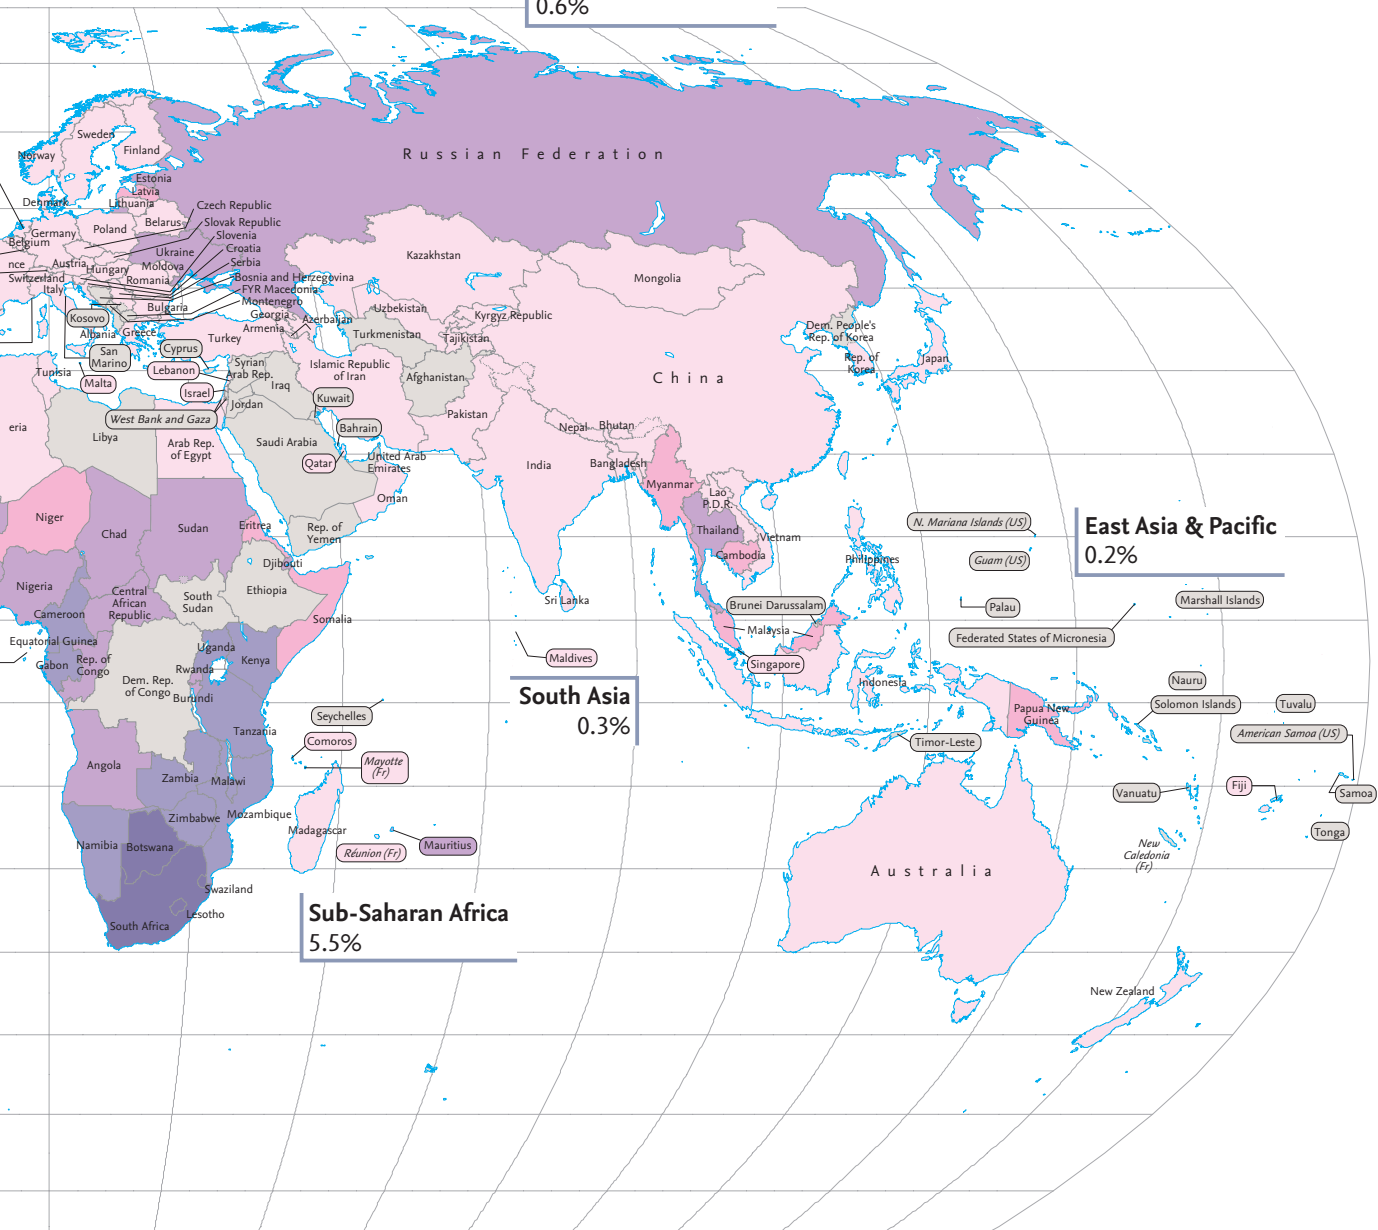 0.6%
Sweden
Norway
Finland
Russian Federation
Estonia
Latvia
Denmark
Lithuania
Czech Republic
Slovak Republic
Slovenia
Croatia
Serbia
Bosnia and Herzegovina
FYR Macedonia
Montenegro
Germany
Poland
Belarus
Belgium
nce
Austria
Hungary
Ukraine
Moldova
Switzerland
Italy
Romania
Bulgaria
Kosovo
Albania
Greece
Georgia
Armenia
Azerbaijan
Kazakhstan
Mongolia
Uzbekistan
Kyrgyz Republic
Turkmenistan
Tajikistan
Turkey
San
Marino
Cyprus
Lebanon
Syrian
Arab Rep.
Iraq
Islamic Republic
of Iran
Afghanistan
China
Dem. People's
Rep. of Korea
Rep. of
Korea
Japan
Tunisia
Malta
Israel
Jordan
Kuwait
West Bank and Gaza
Bahrain
Pakistan
eria
Libya
Arab Rep.
of Egypt
Saudi Arabia
Qatar
United Arab
Emirates
Oman
Nepal
Bhutan
India
Bangladesh
Myanmar
Lao
P.D.R.
Niger
Chad
Sudan
Eritrea
Rep. of
Yemen
Djibouti
Thailand
Vietnam
Cambodia
Philippines
N. Mariana Islands (US)
Guam (US)
East Asia & Pacific
0.2%
Nigeria
Cameroon
Central
African
Republic
South
Sudan
Ethiopia
Somalia
Sri Lanka
Brunei Darussalam
Malaysia
Singapore
Palau
Marshall Islands
Federated States of Micronesia
Equatorial Guinea
Gabon
Rep. of
Congo
Dem. Rep.
of Congo
Uganda
Rwanda
Burundi
Kenya
Maldives
South Asia
0.3%
Indonesia
Papua New
Guinea
Nauru
Solomon Islands
Tuvalu
American Samoa (US)
Seychelles
Tanzania
Comoros
Mayotte
(Fr)
Timor-Leste
Angola
Zambia
Malawi
Vanuatu
Fiji
Samoa
Zimbabwe
Mozambique
Madagascar
Mauritius
Réunion (Fr)
Tonga
Namibia
Botswana
New
Caledonia
(Fr)
Australia
Swaziland
Lesotho
South Africa
Sub-Saharan Africa
5.5%
New Zealand